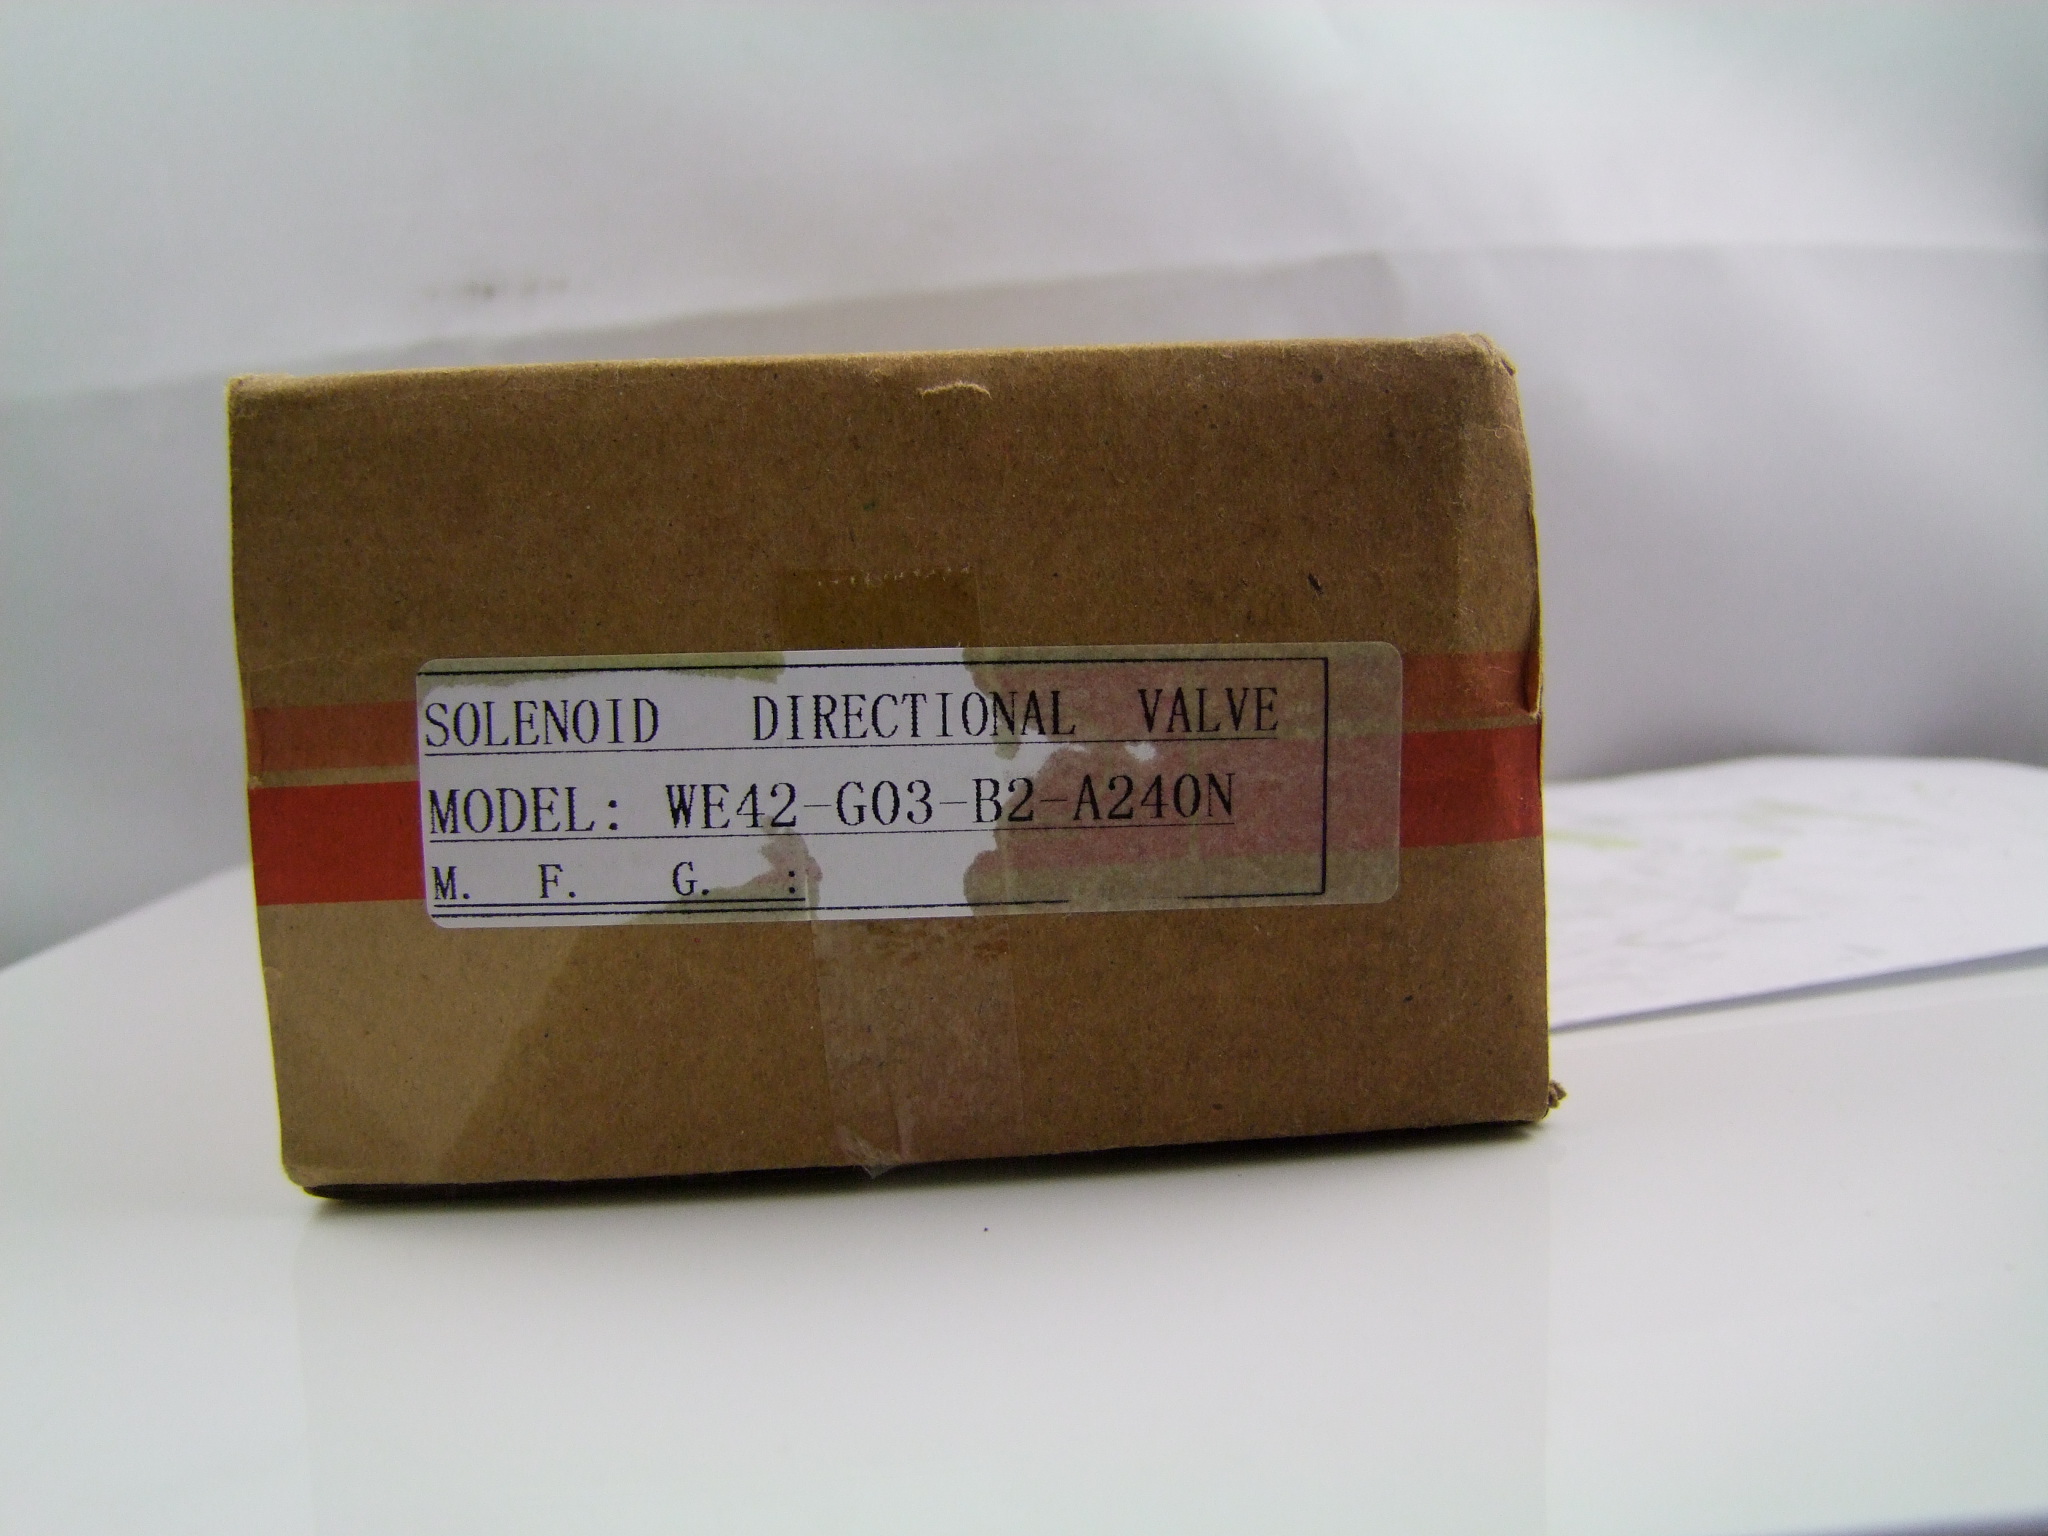 SOLENOID DIRECTIONAL VALVE
MODEL: WE42-G03-B2-A240N
M. F. G. :